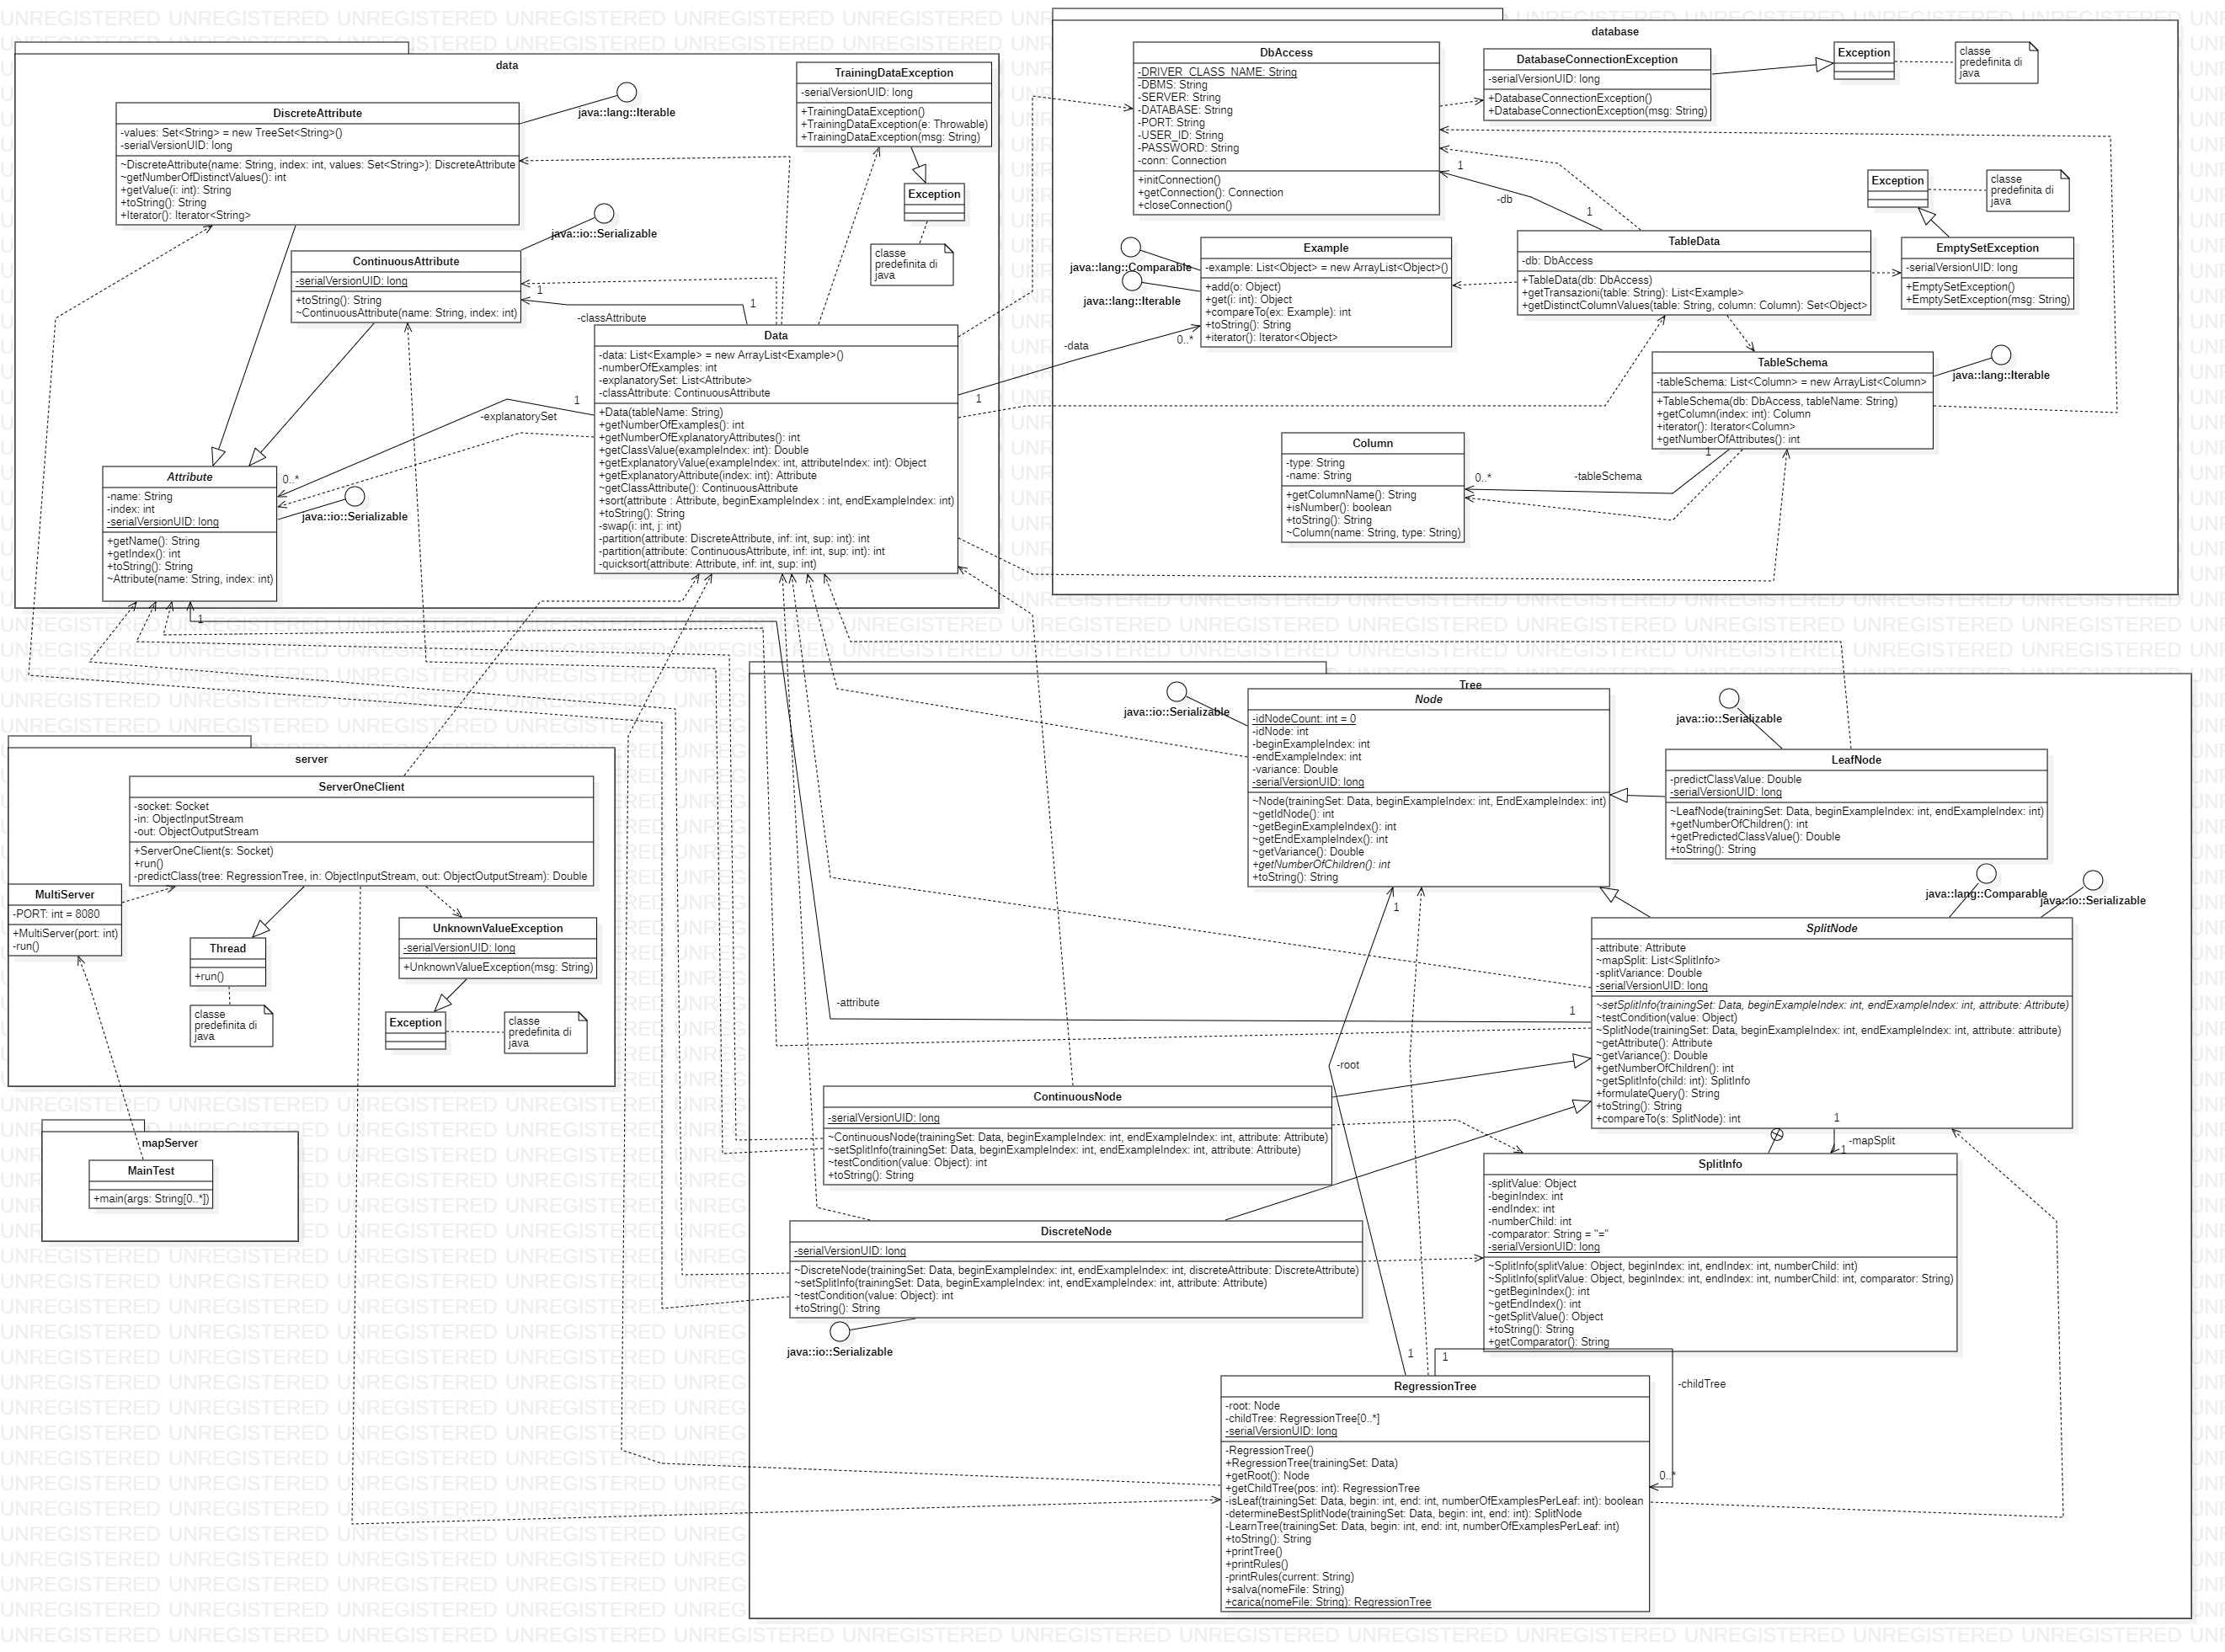 data
DiscreteAttribute
-values: Set<String> = new TreeSet<String>()
-serialVersionUID: long
~DiscreteAttribute(name: String, index: int, values: Set<String>): DiscreteAttribute
~getNumberOfDistinctValues(): int
+getValue(i: int): String
+toString(): String
+Iterator(): Iterator<String>
java::lang::Iterable
TrainingDataException
-serialVersionUID: long
+TrainingDataException()
+TrainingDataException(e: Throwable)
+TrainingDataException(msg: String)
Exception
classe
predefinita di
java
java::io::Serializable
ContinuousAttribute
-serialVersionUID: long
+toString(): String
~ContinuousAttribute(name: String, index: int)
1
1
-classAttribute
Data
-data: List<Example> = new ArrayList<Example>()
-numberOfExamples: int
-explanatorySet: List<Attribute>
-classAttribute: ContinuousAttribute
+Data(tableName: String)
+getNumberOfExamples(): int
+getNumberOfExplanatoryAttributes(): int
+getClassValue(exampleIndex: int): Double
+getExplanatoryValue(exampleIndex: int, attributeIndex: int): Object
+getExplanatoryAttribute(index: int): Attribute
~getClassAttribute(): ContinuousAttribute
+sort(attribute : Attribute, beginExampleIndex : int, endExampleIndex: int)
+toString(): String
-swap(i: int, j: int)
-partition(attribute: DiscreteAttribute, inf: int, sup: int): int
-partition(attribute: ContinuousAttribute, inf: int, sup: int): int
-quicksort(attribute: Attribute, inf: int, sup: int)
1
-explanatorySet
0..*
Attribute
-name: String
-index: int
-serialVersionUID: long
+getName(): String
+getIndex(): int
+toString(): String
~Attribute(name: String, index: int)
java::io::Serializable
1
database
DbAccess
-DRIVER_CLASS_NAME: String
-DBMS: String
-SERVER: String
-DATABASE: String
-PORT: String
-USER_ID: String
-PASSWORD: String
-conn: Connection
+initConnection()
+getConnection(): Connection
+closeConnection()
DatabaseConnectionException
-serialVersionUID: long
+DatabaseConnectionException()
+DatabaseConnectionException(msg: String)
Exception
classe
predefinita di
java
1
-db
1
Exception
classe
predefinita di
java
java::lang::Comparable
java::lang::Iterable
Example
-example: List<Object> = new ArrayList<Object>()
+add(o: Object)
+get(i: int): Object
+compareTo(ex: Example): int
+toString(): String
+iterator(): Iterator<Object>
-data
0..*
1
TableData
-db: DbAccess
+TableData(db: DbAccess)
+getTransazioni(table: String): List<Example>
+getDistinctColumnValues(table: String, column: Column): Set<Object>
EmptySetException
-serialVersionUID: long
+EmptySetException()
+EmptySetException(msg: String)
TableSchema
-tableSchema: List<Column> = new ArrayList<Column>
+TableSchema(db: DbAccess, tableName: String)
+getColumn(index: int): Column
+iterator(): Iterator<Column>
+getNumberOfAttributes(): int
java::lang::Iterable
1
-tableSchema
0..*
Column
-type: String
-name: String
+getColumnName(): String
+isNumber(): boolean
+toString(): String
~Column(name: String, type: String)
server
ServerOneClient
-socket: Socket
-in: ObjectInputStream
-out: ObjectOutputStream
+ServerOneClient(s: Socket)
+run()
-predictClass(tree: RegressionTree, in: ObjectInputStream, out: ObjectOutputStream): Double
MultiServer
-PORT: int = 8080
+MultiServer(port: int)
-run()
Thread
+run()
classe
predefinita di
java
UnknownValueException
-serialVersionUID: long
+UnknownValueException(msg: String)
Exception
classe
predefinita di
java
mapServer
MainTest
+main(args: String[0..*])
Tree
Node
-idNodeCount: int = 0
-idNode: int
-beginExampleIndex: int
-endExampleIndex: int
-variance: Double
-serialVersionUID: long
~Node(trainingSet: Data, beginExampleIndex: int, EndExampleIndex: int)
~getIdNode(): int
~getBeginExampleIndex(): int
~getEndExampleIndex(): int
~getVariance(): Double
+getNumberOfChildren(): int
+toString(): String
java::io::Serializable
java::io::Serializable
LeafNode
-predictClassValue: Double
-serialVersionUID: long
~LeafNode(trainingSet: Data, beginExampleIndex: int, endExampleIndex: int)
+getNumberOfChildren(): int
+getPredictedClassValue(): Double
+toString(): String
java::lang::Comparable
java::io::Serializable
SplitNode
-attribute: Attribute
~mapSplit: List<SplitInfo>
-splitVariance: Double
-serialVersionUID: long
~setSplitInfo(trainingSet: Data, beginExampleIndex: int, endExampleIndex: int, attribute: Attribute)
~testCondition(value: Object)
~SplitNode(trainingSet: Data, beginExampleIndex: int, endExampleIndex: int, attribute: attribute)
~getAttribute(): Attribute
~getVariance(): Double
+getNumberOfChildren(): int
~getSplitInfo(child: int): SplitInfo
+formulateQuery(): String
+toString(): String
+compareTo(s: SplitNode): int
-attribute
1
1
-root
1
-mapSplit
1
ContinuousNode
-serialVersionUID: long
~ContinuousNode(trainingSet: Data, beginExampleIndex: int, endExampleIndex: int, attribute: Attribute)
~setSplitInfo(trainingSet: Data, beginExampleIndex: int, endExampleIndex: int, attribute: Attribute)
~testCondition(value: Object): int
+toString(): String
DiscreteNode
-serialVersionUID: long
~DiscreteNode(trainingSet: Data, beginExampleIndex: int, endExampleIndex: int, discreteAttribute: DiscreteAttribute)
~setSplitInfo(trainingSet: Data, beginExampleIndex: int, endExampleIndex: int, attribute: Attribute)
~testCondition(value: Object): int
+toString(): String
java::io::Serializable
SplitInfo
-splitValue: Object
-beginIndex: int
-endIndex: int
-numberChild: int
-comparator: String = "="
-serialVersionUID: long
~SplitInfo(splitValue: Object, beginIndex: int, endIndex: int, numberChild: int)
~SplitInfo(splitValue: Object, beginIndex: int, endIndex: int, numberChild: int, comparator: String)
~getBeginIndex(): int
~getEndIndex(): int
~getSplitValue(): Object
+toString(): String
+getComparator(): String
1
1
-childTree
0..*
RegressionTree
-root: Node
-childTree: RegressionTree[0..*]
-serialVersionUID: long
-RegressionTree()
+RegressionTree(trainingSet: Data)
+getRoot(): Node
+getChildTree(pos: int): RegressionTree
-isLeaf(trainingSet: Data, begin: int, end: int, numberOfExamplesPerLeaf: int): boolean
-determineBestSplitNode(trainingSet: Data, begin: int, end: int): SplitNode
-LearnTree(trainingSet: Data, begin: int, end: int, numberOfExamplesPerLeaf: int)
+toString(): String
+printTree()
+printRules()
-printRules(current: String)
+salva(nomeFile: String)
+carica(nomeFile: String): RegressionTree